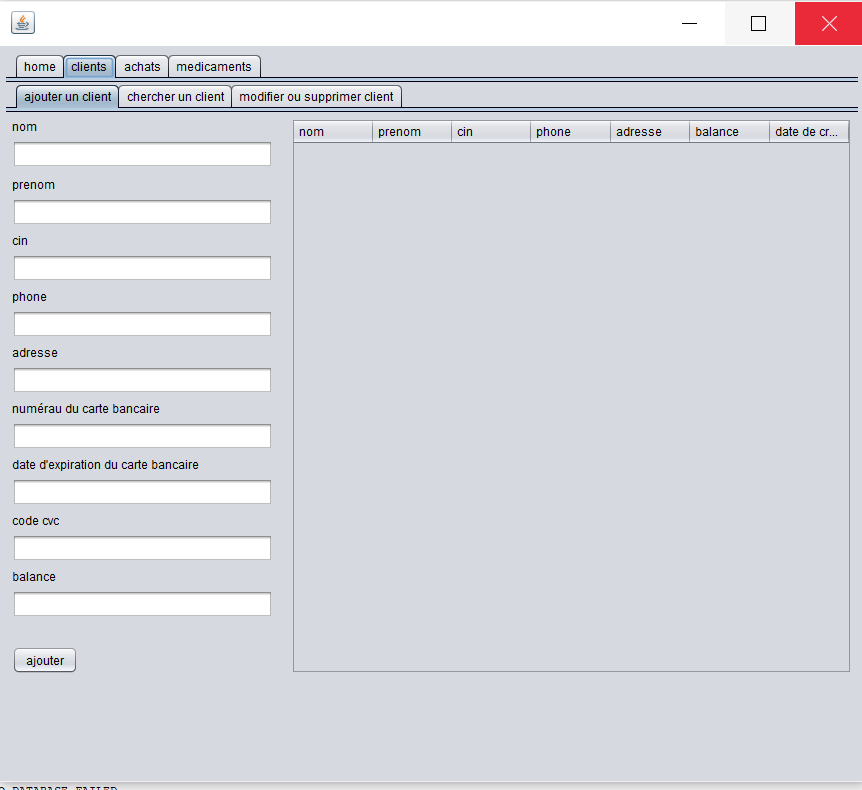 home clients achats medicaments
ajouter un client chercher un client modifier ou supprimer client
nom
prenom
cin
phone
adresse
numérau du carte bancaire
date d'expiration du carte bancaire
code cvc
balance
ajouter
nom prenom cin phone adresse balance date de cr...
DATABASE FAILED